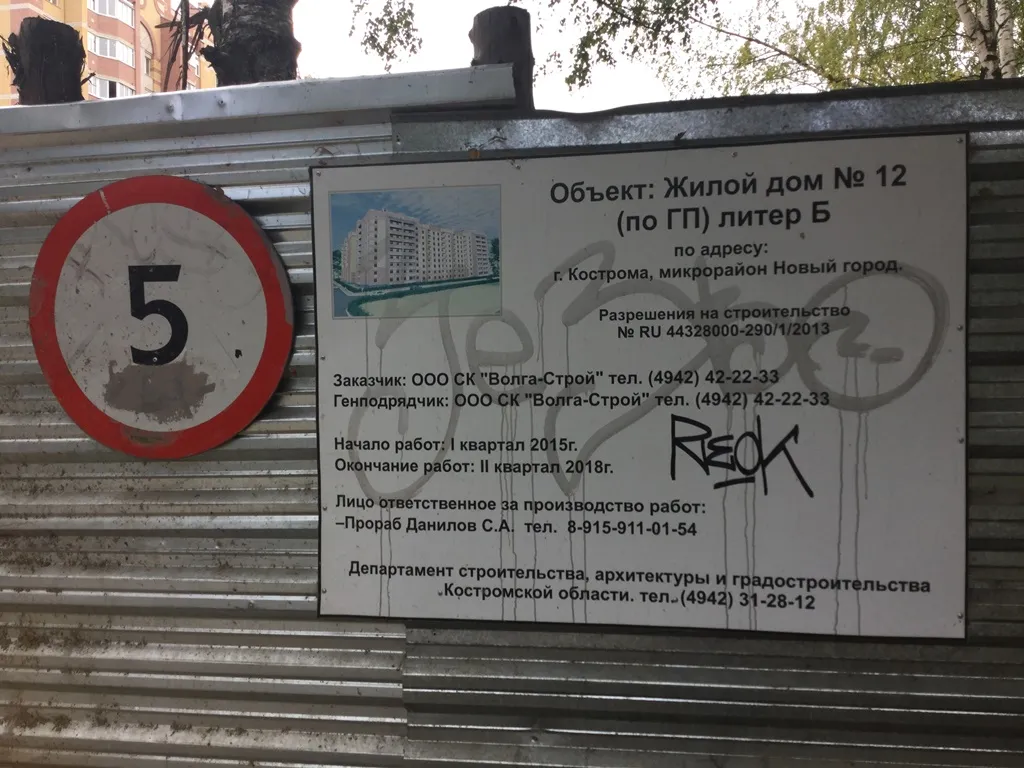 5
Объект: Жилой дом № 12
(по ГП) литер Б
по адресу:
г. Кострома, микрорайон Новый город.
Разрешения на строительство
№ RU 44328000-290/1/2013
Заказчик: ООО СК "Волга-Строй" тел. (4942) 42-22-33
Генподрядчик: ООО СК "Волга-Строй" тел. (4942) 42-22-33
Начало работ: I квартал 2015г.
Окончание работ: II квартал 2018г.
REOK
Лицо ответственное за производство работ:
–Прораб Данилов С.А. тел. 8-915-911-01-54
Департамент строительства, архитектуры и градостроительства
Костромской области. тел. (4942) 31-28-12